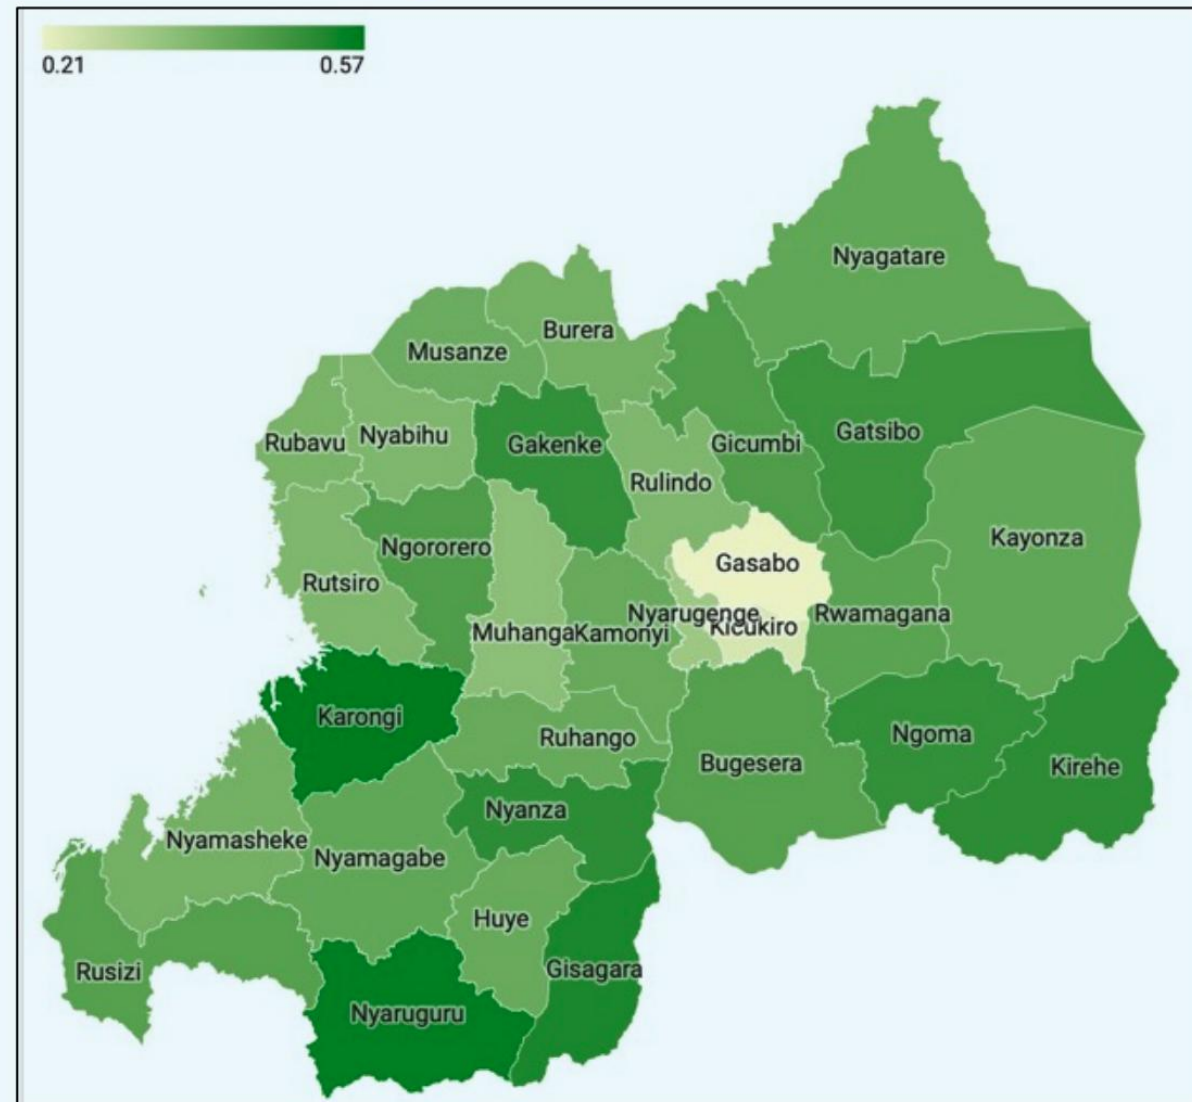 0.21 0.57
Nyagatare
Burera
Musanze
Rubavu
Nyabihu
Gakenke
Gicumbi
Gatsibo
Rulindo
Ngororero
Kayonza
Gasabo
Rutsiro
Nyarugenge
Kicukiro
Rwamagana
Muhanga
Kamonyi
Karongi
Ruhango
Ngoma
Bugesera
Kirehe
Nyanza
Nyamasheke
Nyamagabe
Huye
Rusizi
Gisagara
Nyaruguru